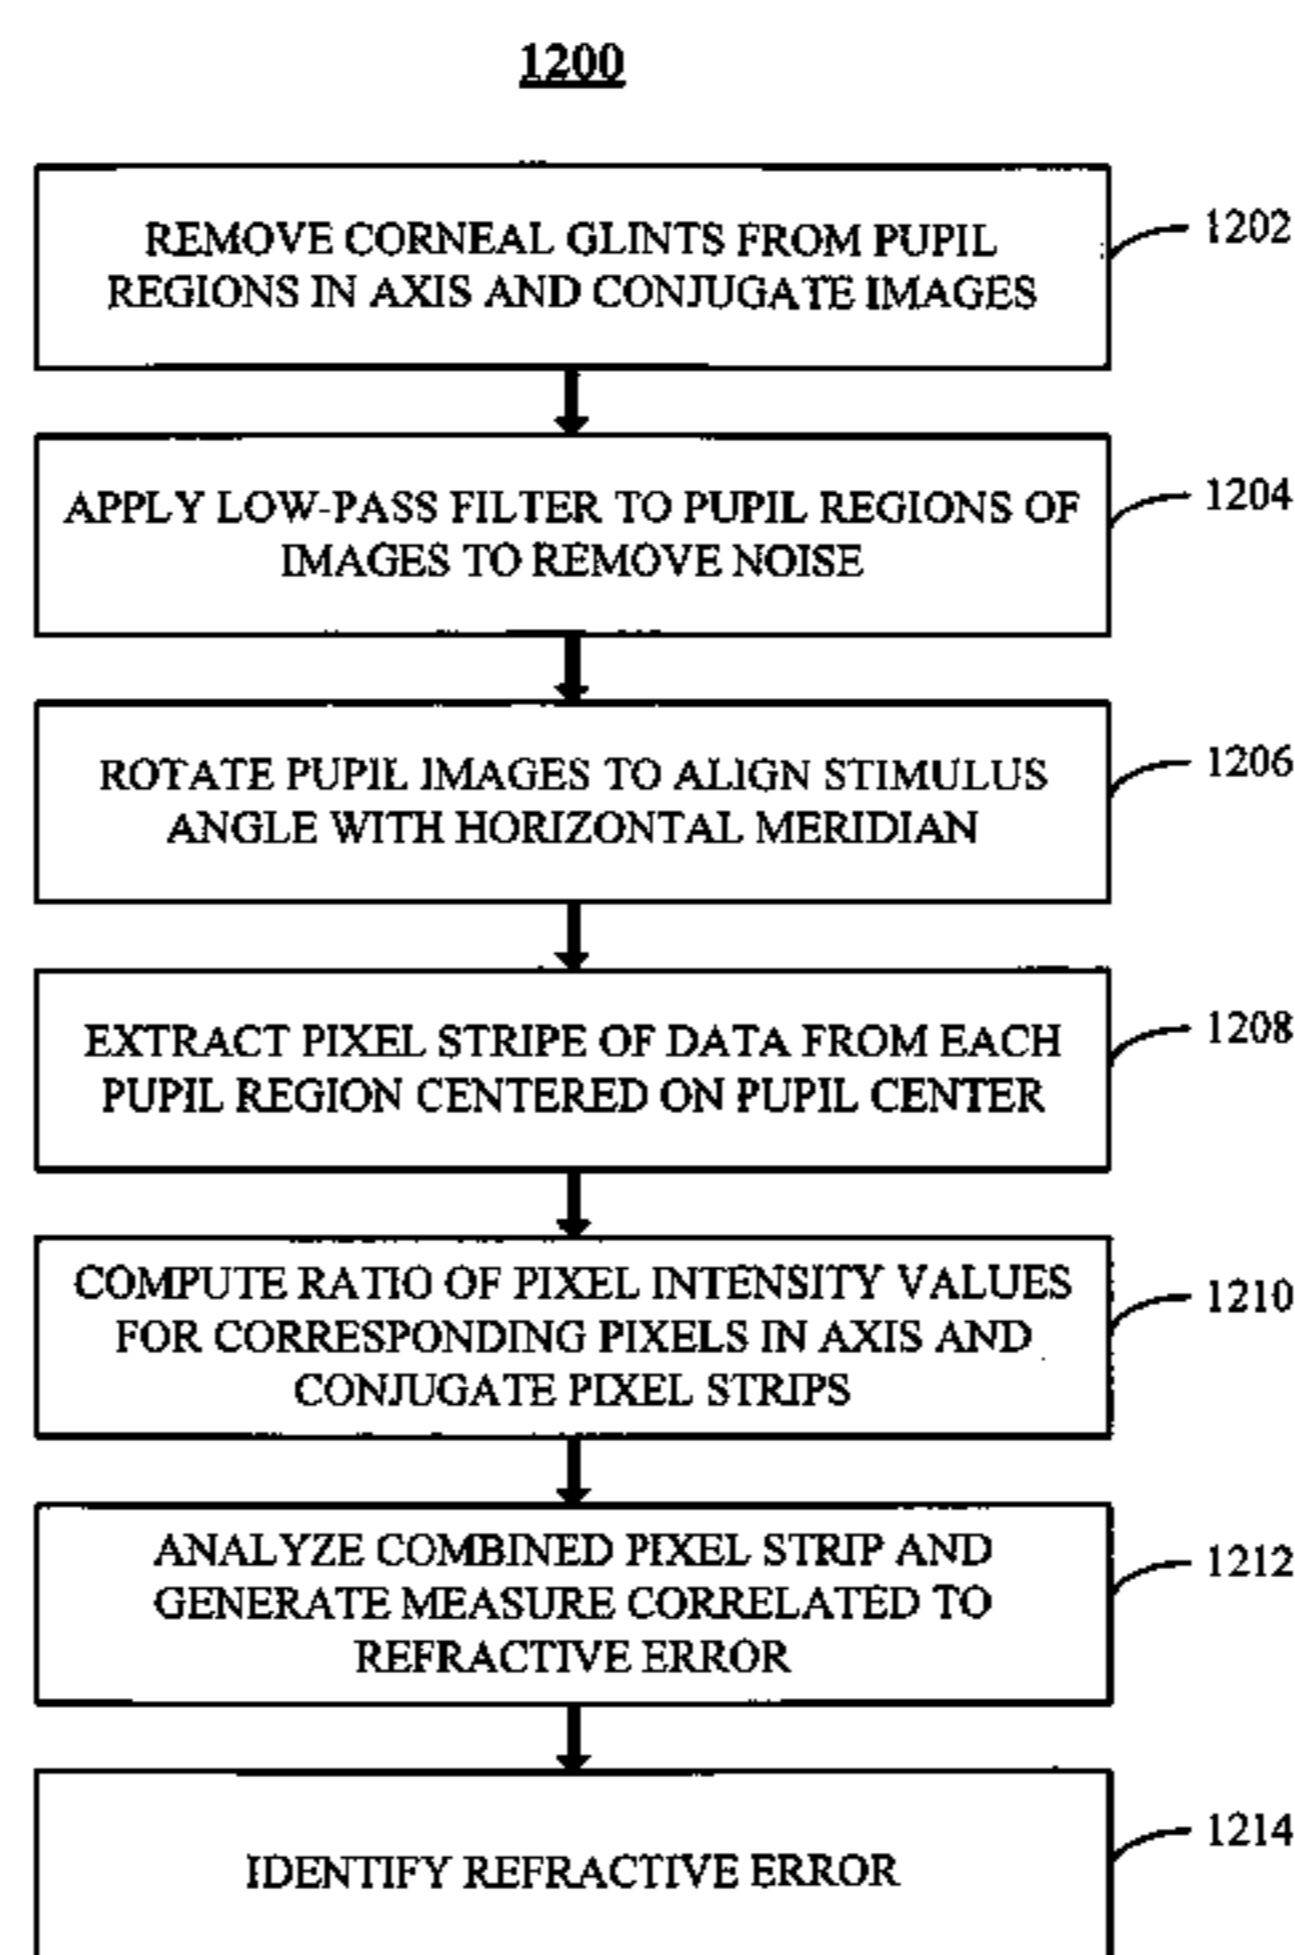 1200
REMOVE CORNEAL GLINTS FROM PUPIL
REGIONS IN AXIS AND CONJUGATE IMAGES
1202
APPLY LOW-PASS FILTER TO PUPIL REGIONS OF
IMAGES TO REMOVE NOISE
1204
ROTATE PUPIL IMAGES TO ALIGN STIMULUS
ANGLE WITH HORIZONTAL MERIDIAN
1206
EXTRACT PIXEL STRIPE OF DATA FROM EACH
PUPIL REGION CENTERED ON PUPIL CENTER
1208
COMPUTE RATIO OF PIXEL INTENSITY VALUES
FOR CORRESPONDING PIXELS IN AXIS AND
CONJUGATE PIXEL STRIPS
1210
ANALYZE COMBINED PIXEL STRIP AND
GENERATE MEASURE CORRELATED TO
REFRACTIVE ERROR
1212
IDENTIFY REFRACTIVE ERROR
1214